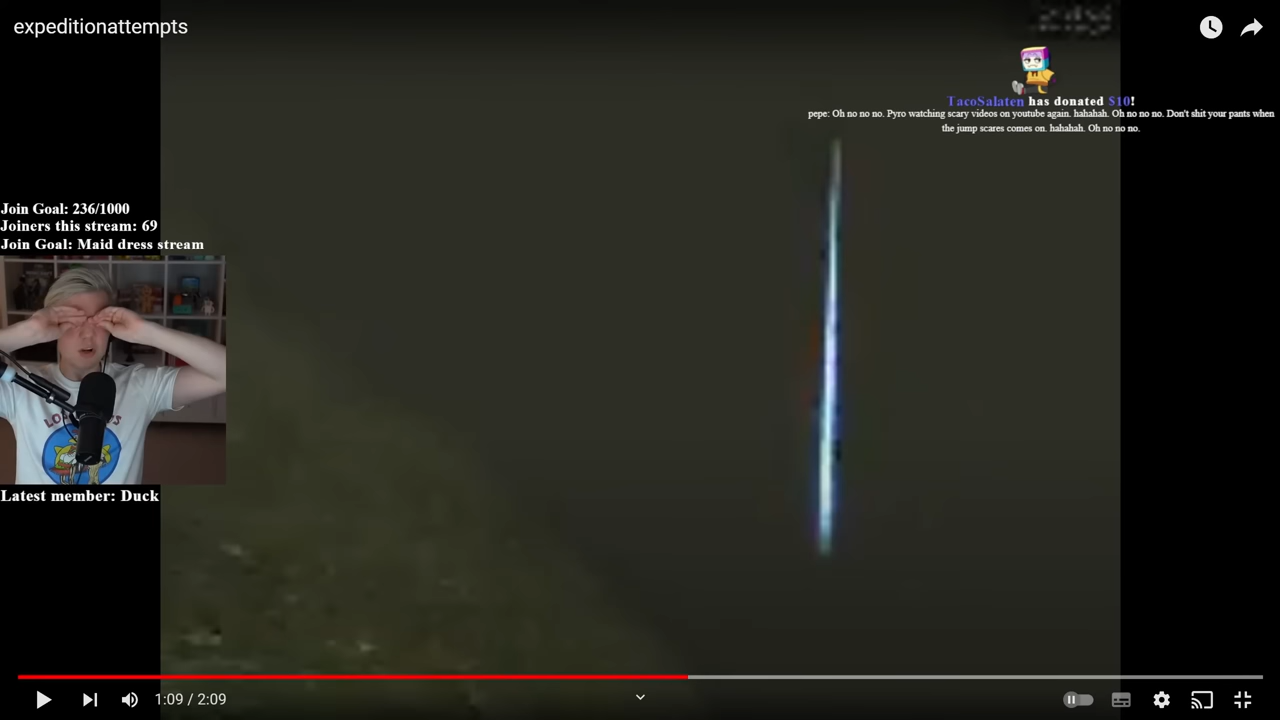 expeditionattempts
TacoSalaten has donated $10!
pepe: Oh no no no. Pyro watching scary videos on youtube again. hahahah. Oh no no no. Don't shit your pants when
the jump scares comes on. hahahah. Oh no no no.
Join Goal: 236/1000
Joiners this stream: 69
Join Goal: Maid dress stream
Latest member: Duck
1:09 / 2:09